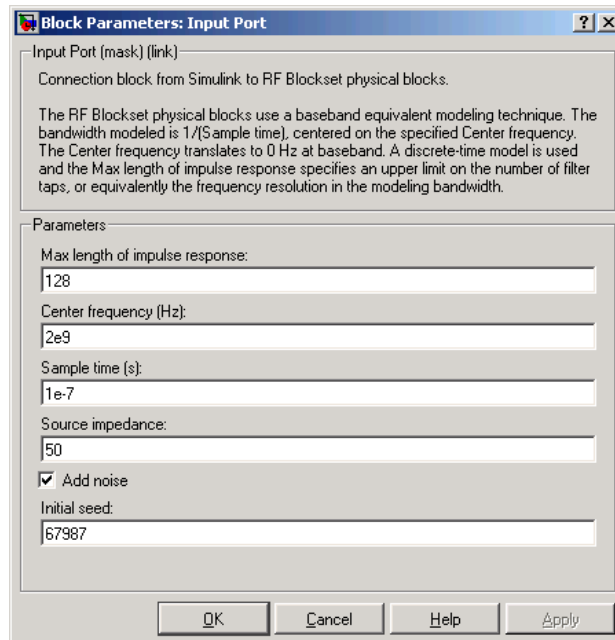 Block Parameters: Input Port
Input Port (mask) (link)
Connection block from Simulink to RF Blockset physical blocks.
The RF Blockset physical blocks use a baseband equivalent modeling technique. The
bandwidth modeled is 1/(Sample time), centered on the specified Center frequency.
The Center frequency translates to 0 Hz at baseband. A discrete-time model is used
and the Max length of impulse response specifies an upper limit on the number of filter
taps, or equivalently the frequency resolution in the modeling bandwidth.
Parameters
Max length of impulse response:
128
Center frequency (Hz):
2e9
Sample time (s):
1e-7
Source impedance:
50
Add noise
Initial seed:
67987
OK Cancel Help Apply